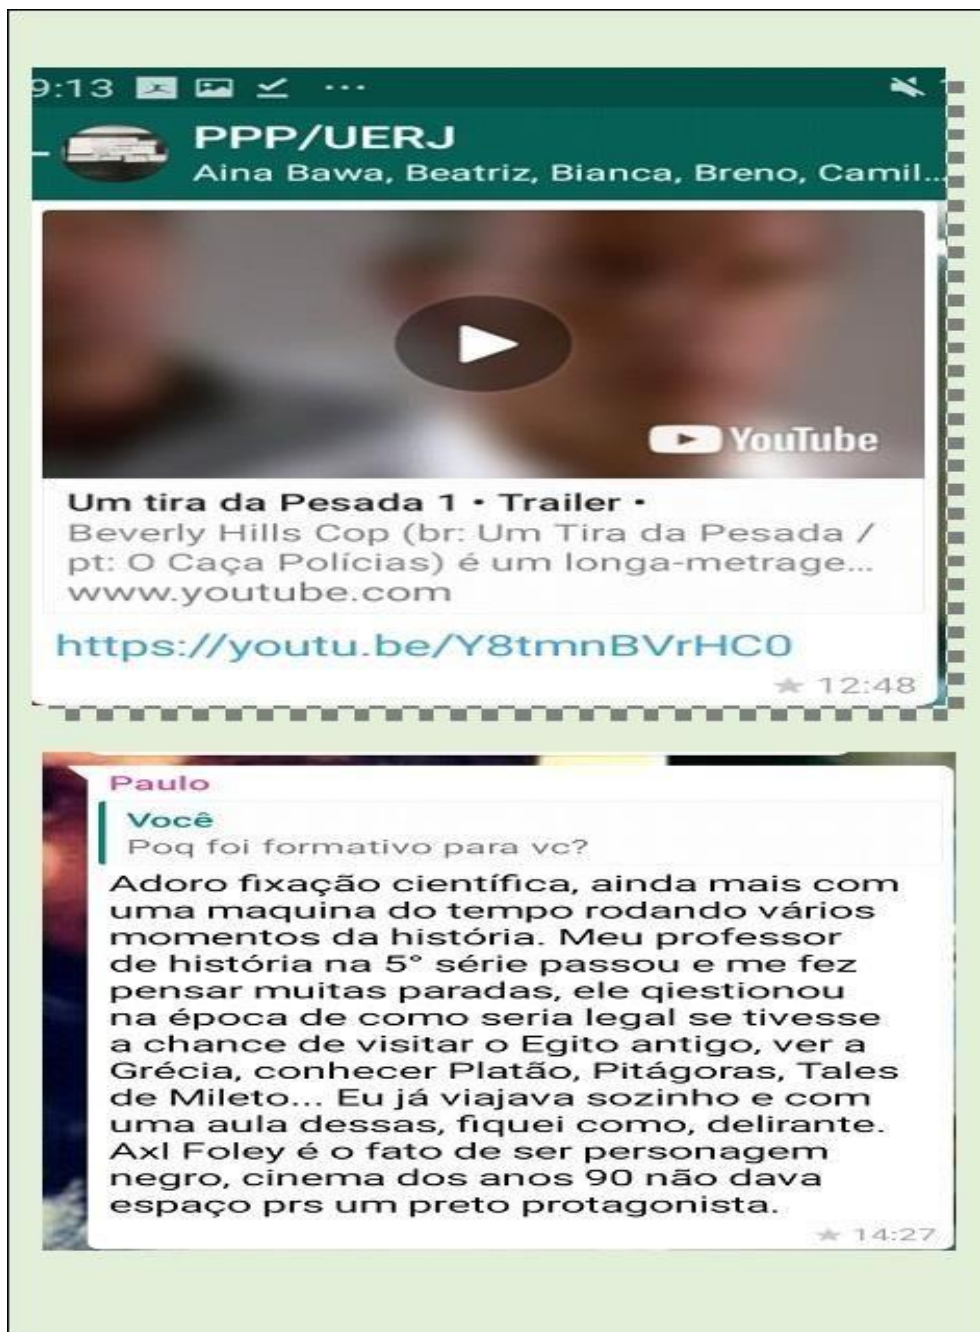 9:13 ...
PPP/UERJ
Aina Bawa, Beatriz, Bianca, Breno, Camil...
YouTube
Um tira da Pesada 1 • Trailer •
Beverly Hills Cop (br: Um Tira da Pesada /
pt: O Caça Polícias) é um longa-metrage...
www.youtube.com
https://youtu.be/Y8tmnBVrHC0
12:48
Paulo
Você
Poq foi formativo para vc?
Adoro fixação científica, ainda mais com
uma maquina do tempo rodando vários
momentos da história. Meu professor
de história na 5° série passou e me fez
pensar muitas paradas, ele qiestionou
na época de como seria legal se tivesse
a chance de visitar o Egito antigo, ver a
Grécia, conhecer Platão, Pitágoras, Tales
de Mileto... Eu já viajava sozinho e com
uma aula dessas, fiquei como, delirante.
Axl Foley é o fato de ser personagem
negro, cinema dos anos 90 não dava
espaço prs um preto protagonista.
14:27